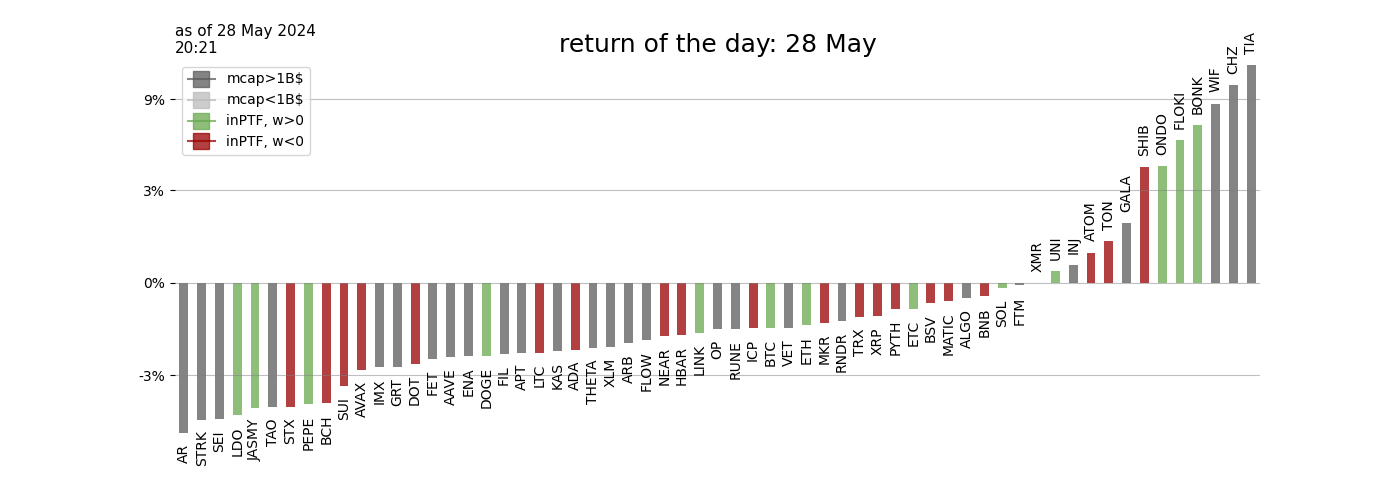 as of 28 May 2024
20:21
return of the day: 28 May
mcap>1B$
mcap<1B$
inPTF, w>0
inPTF, w<0
9%
3%
0%
-3%
AR
STRK
SEI
LDO
JASMY
TAO
STX
PEPE
BCH
SUI
AVAX
IMX
GRT
DOT
FET
AAVE
ENA
DOGE
FIL
APT
LTC
KAS
ADA
THETA
XLM
ARB
FLOW
NEAR
HBAR
LINK
OP
RUNE
ICP
BTC
VET
ETH
MKR
RNDR
TRX
XRP
PYTH
ETC
BSV
MATIC
ALGO
BNB
SOL
FTM
XMR
UNI
INJ
ATOM
TON
GALA
SHIB
ONDO
FLOKI
BONK
WIF
CHZ
TIA